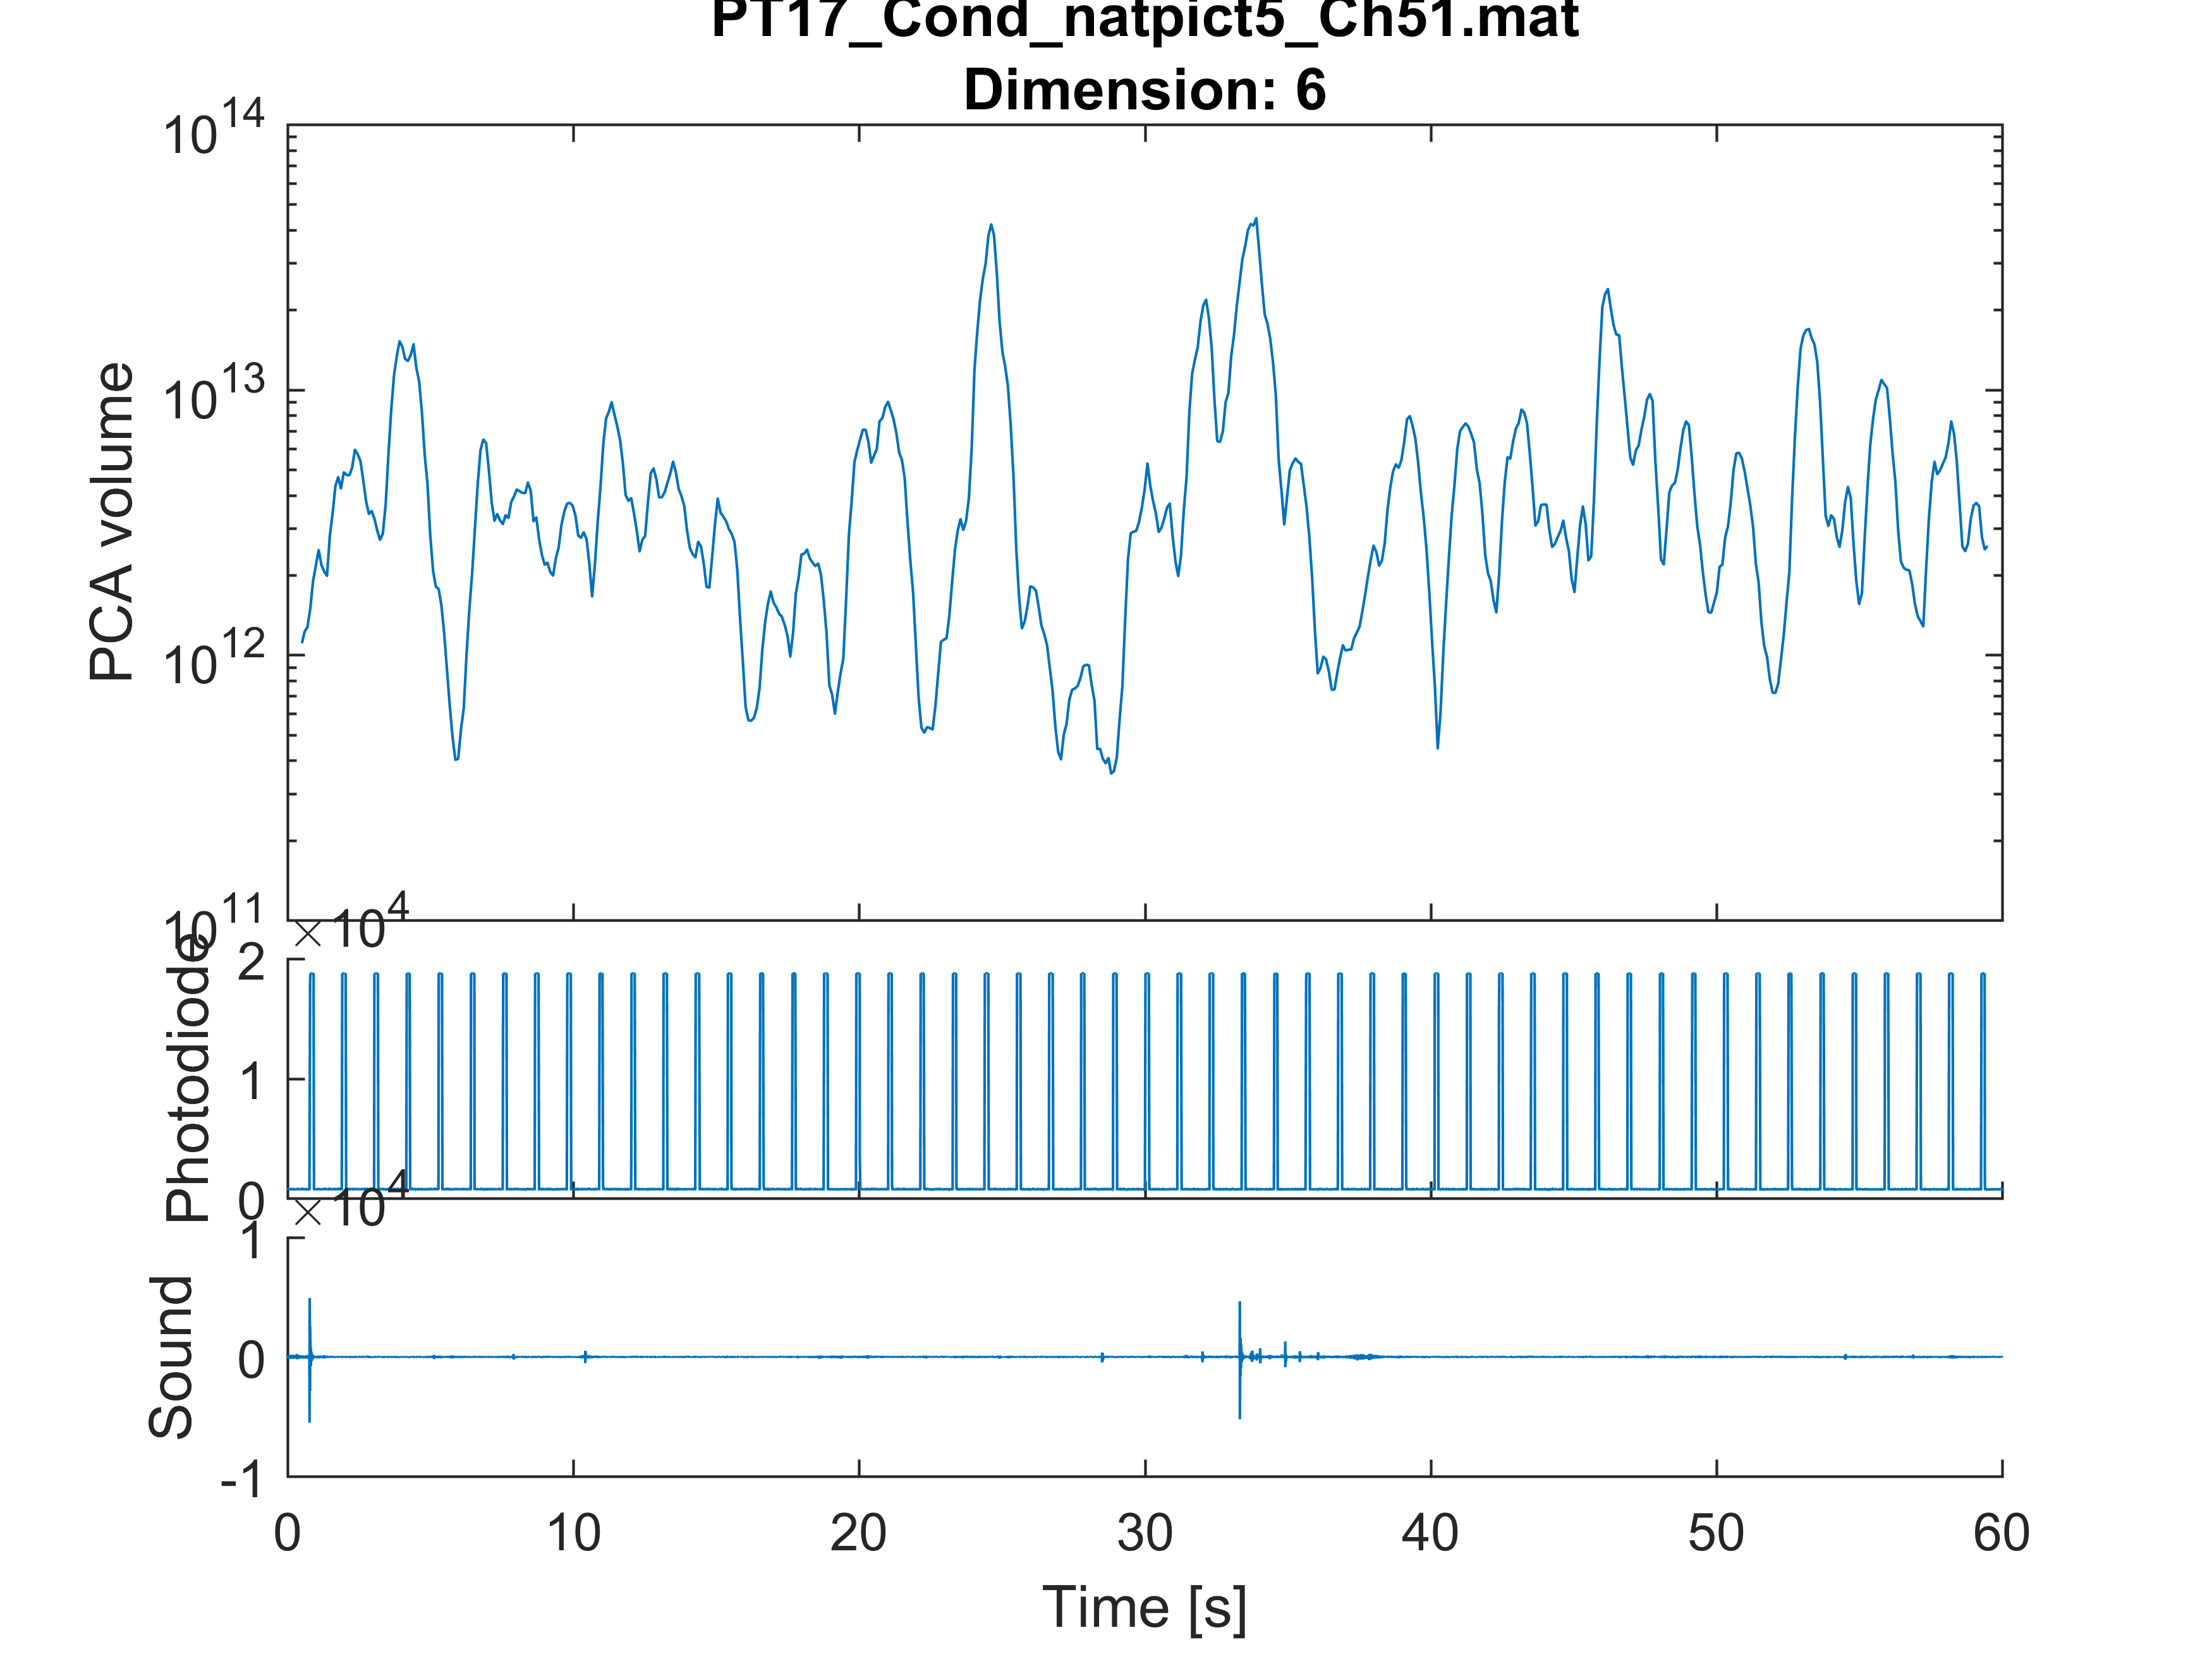 PT17_Cond_natpict5_Ch51.mat
Dimension: 6
10^14
10^13
10^12
10^11
PCA volume
×10^4
2
1
0
Photodiode
×10^4
1
0
-1
Sound
0 10 20 30 40 50 60
Time [s]